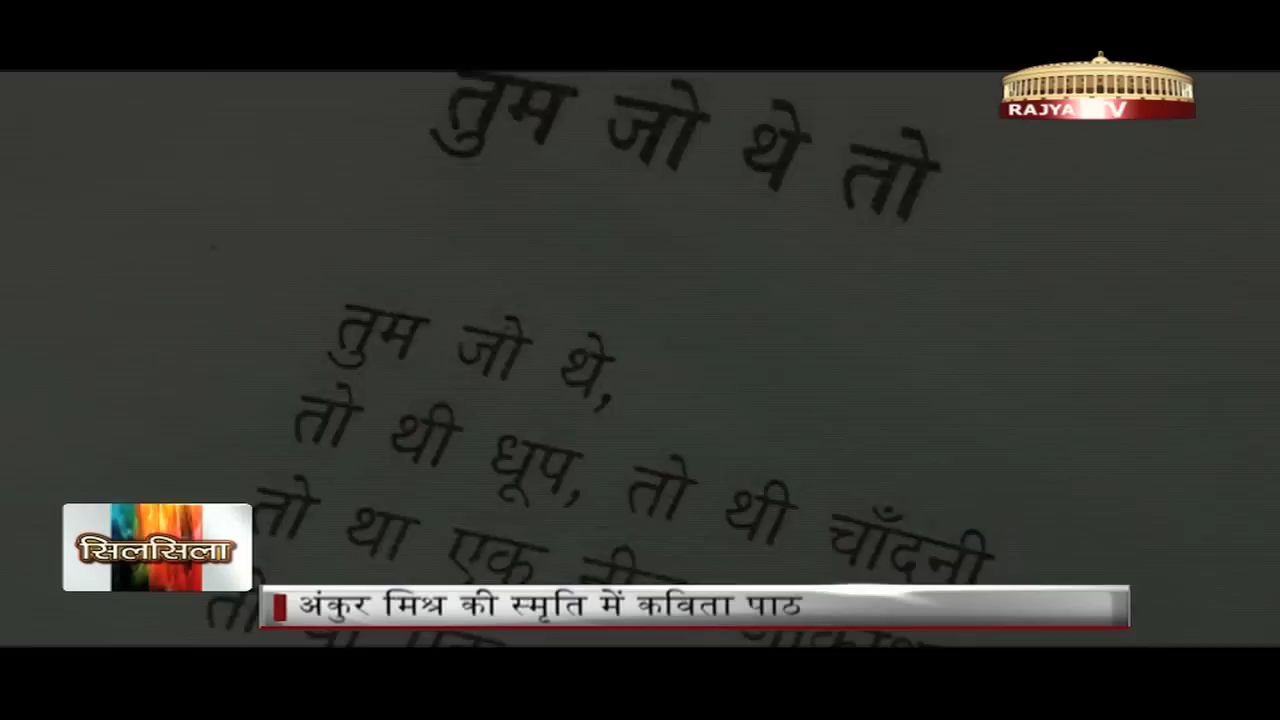 RAJYA TV
तुम जो थे तो
तुम जो थे,
तो थी धूप, तो थी चाँदनी
तो था एक
तो
सिलसिला
अंकुर मिश्र की स्मृति में कविता पाठ